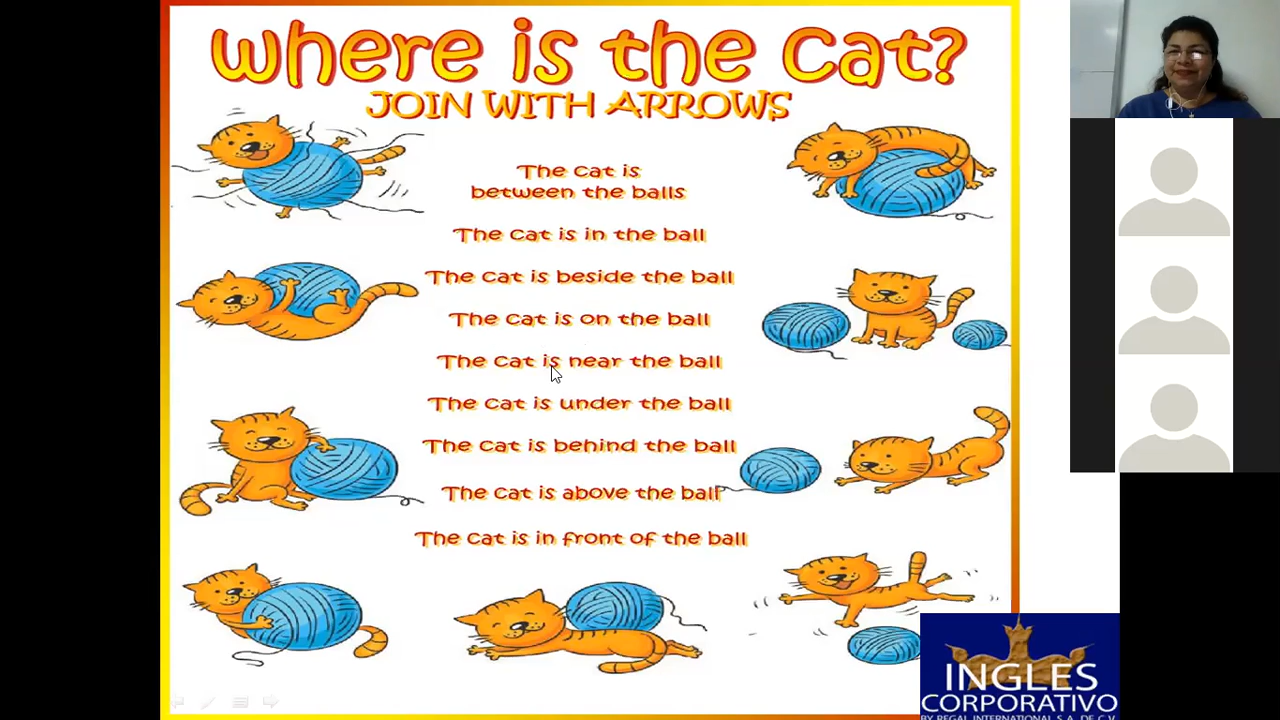 Where is the Cat?
JOIN WITH ARROWS
The Cat is
between the balls
The Cat is in the ball
The Cat is beside the ball
The Cat is on the ball
The Cat is near the ball
The Cat is under the ball
The Cat is behind the ball
The Cat is above the ball
The Cat is in front of the ball
INGLES
CORPORATIVO
BY REGAL INTERNATIONAL S.A. DE C.V.